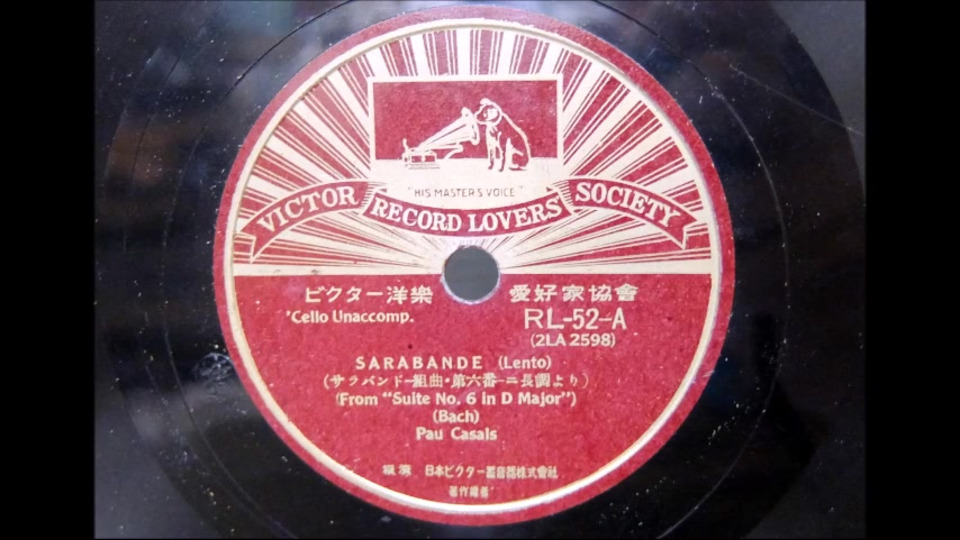 "HIS MASTER'S VOICE"
VICTOR RECORD LOVERS' SOCIETY
ビクター洋樂 愛好家協會
'Cello Unaccomp.
RL-52-A
(2LA 2598)
SARABANDE (Lento)
(サラバンドー組曲・第六番ーニ長調より)
(From "Suite No. 6 in D Major")
(Bach)
Pau Casals
日本ビクター蓄音器株式會社